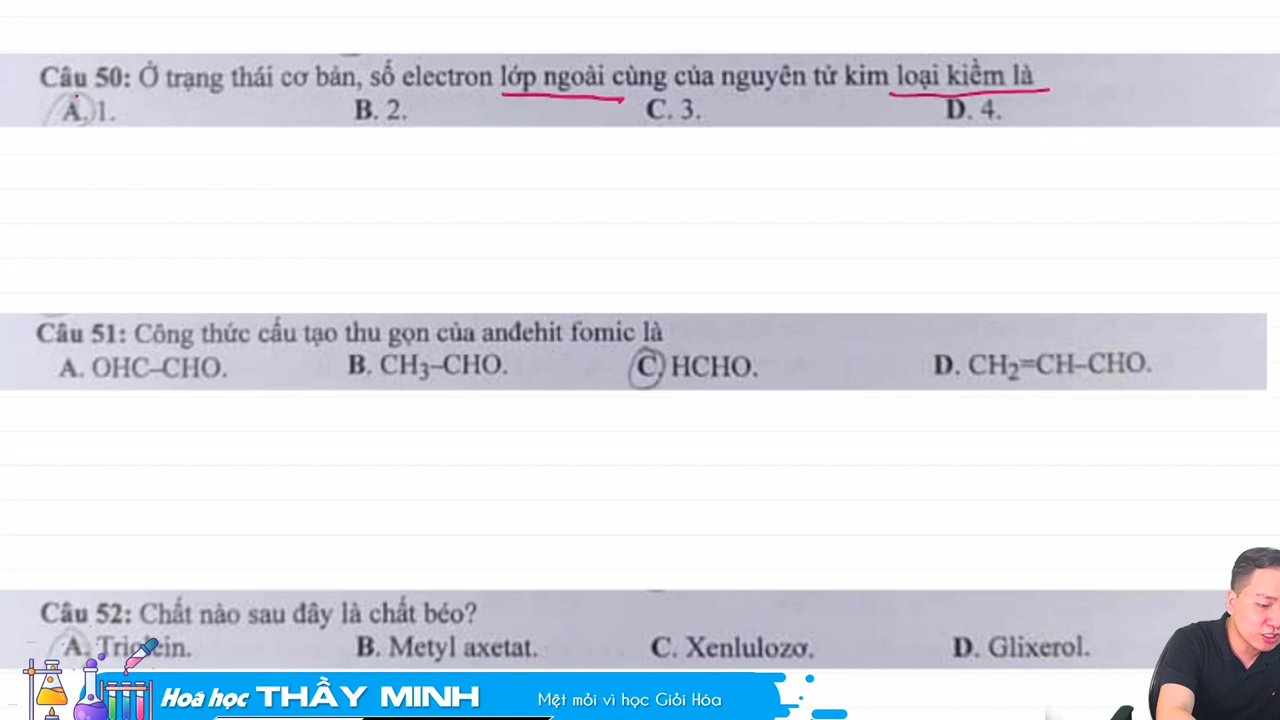 Câu 50: Ở trạng thái cơ bản, số electron lớp ngoài cùng của nguyên tử kim loại kiềm là
A. 1. B. 2. C. 3. D. 4.
Câu 51: Công thức cấu tạo thu gọn của anđehit fomic là
A. OHC–CHO. B. CH₃–CHO. C. HCHO. D. CH₂=CH–CHO.
Câu 52: Chất nào sau đây là chất béo?
A. Triolein. B. Metyl axetat. C. Xenlulozơ. D. Glixerol.
Hoá học THẦY MINH Mệt mỏi vì học Giỏi Hóa